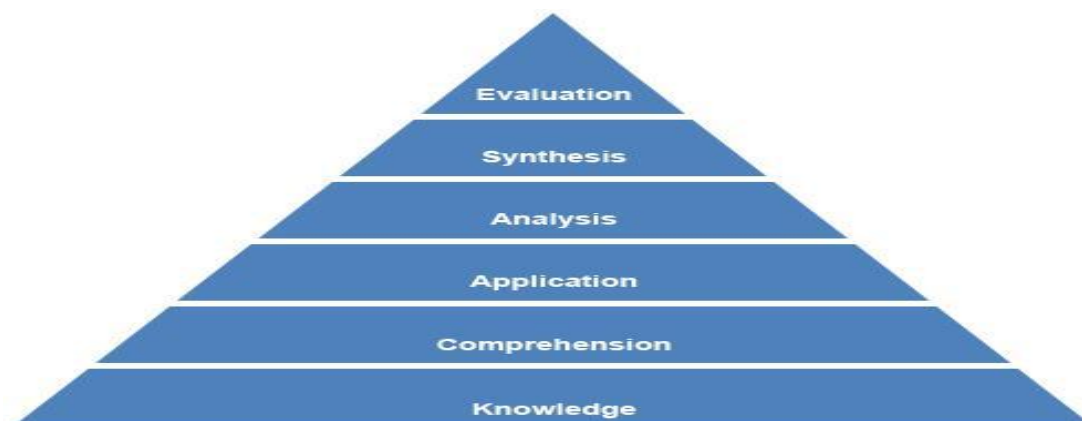 Evaluation
Synthesis
Analysis
Application
Comprehension
Knowledge